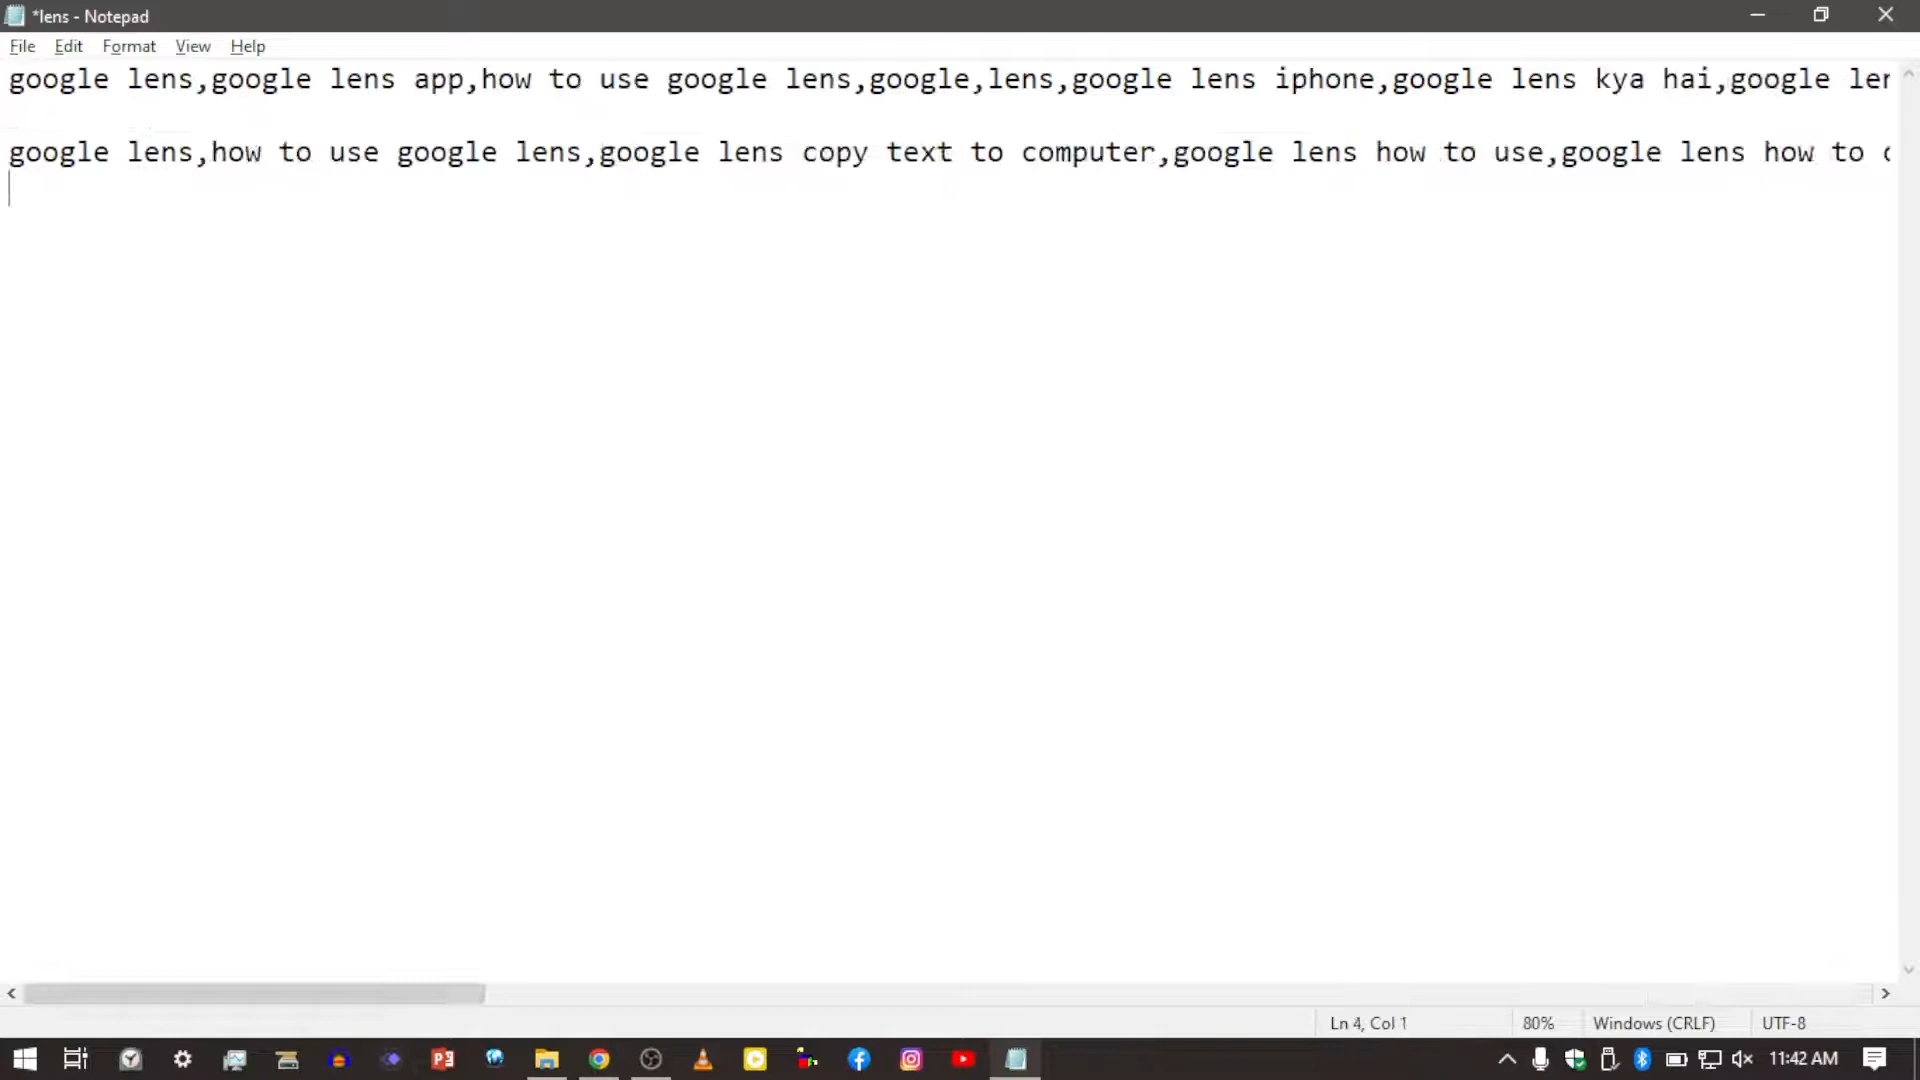 *lens - Notepad
File Edit Format View Help
google lens,google lens app,how to use google lens,google,lens,google lens iphone,google lens kya hai,google
google lens,how to use google lens,google lens copy text to computer,google lens how to use,google lens how to
Ln 4, Col 1 80% Windows (CRLF) UTF-8
11:42 AM